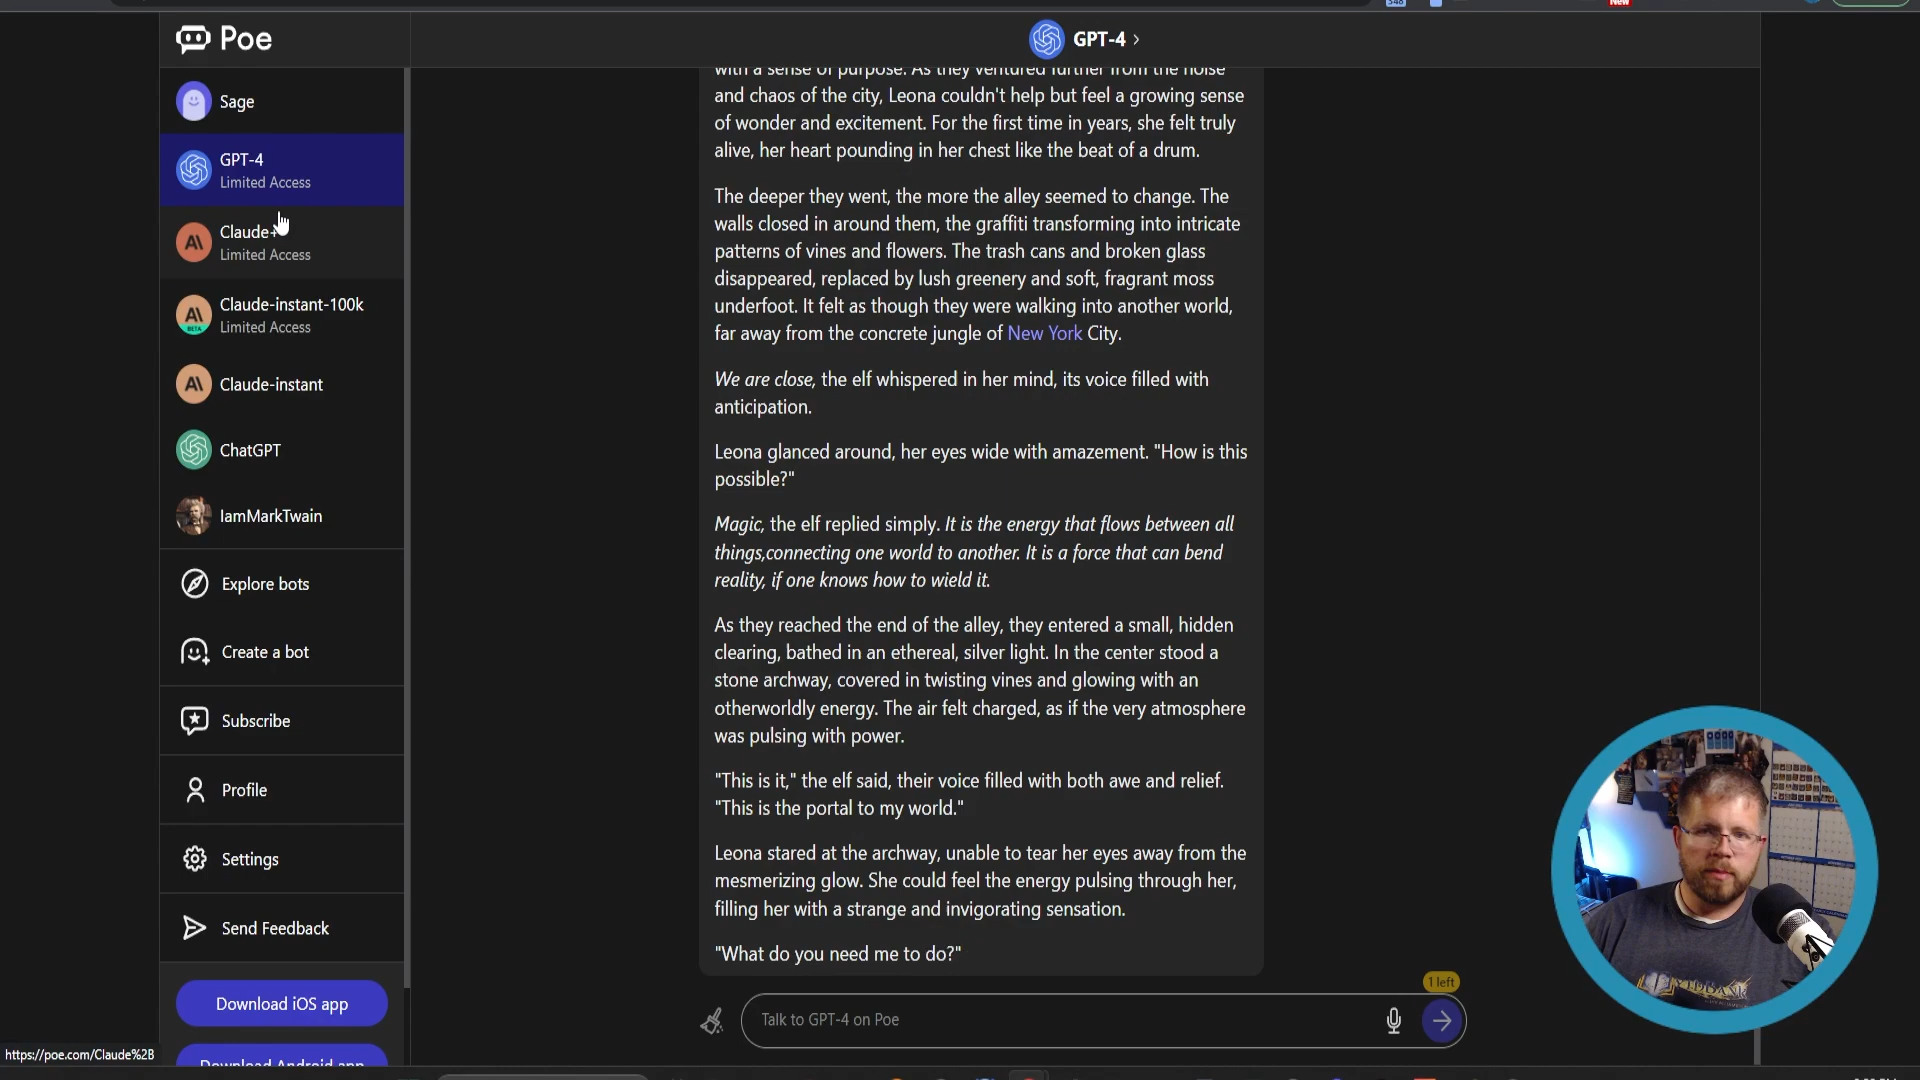 New
Poe
GPT-4
Sage
GPT-4
Limited Access
Claude+
Limited Access
Claude-instant-100k
Limited Access
BETA
Claude-instant
ChatGPT
IamMarkTwain
Explore bots
Create a bot
Subscribe
Profile
Settings
Send Feedback
Download iOS app
Download Android app
https://poe.com/Claude%2B
with a sense of purpose. As they ventured further from the noise
and chaos of the city, Leona couldn't help but feel a growing sense
of wonder and excitement. For the first time in years, she felt truly
alive, her heart pounding in her chest like the beat of a drum.
The deeper they went, the more the alley seemed to change. The
walls closed in around them, the graffiti transforming into intricate
patterns of vines and flowers. The trash cans and broken glass
disappeared, replaced by lush greenery and soft, fragrant moss
underfoot. It felt as though they were walking into another world,
far away from the concrete jungle of New York City.
We are close, the elf whispered in her mind, its voice filled with
anticipation.
Leona glanced around, her eyes wide with amazement. "How is this
possible?"
Magic, the elf replied simply. It is the energy that flows between all
things,connecting one world to another. It is a force that can bend
reality, if one knows how to wield it.
As they reached the end of the alley, they entered a small, hidden
clearing, bathed in an ethereal, silver light. In the center stood a
stone archway, covered in twisting vines and glowing with an
otherworldly energy. The air felt charged, as if the very atmosphere
was pulsing with power.
"This is it," the elf said, their voice filled with both awe and relief.
"This is the portal to my world."
Leona stared at the archway, unable to tear her eyes away from the
mesmerizing glow. She could feel the energy pulsing through her,
filling her with a strange and invigorating sensation.
"What do you need me to do?"
1 left
Talk to GPT-4 on Poe